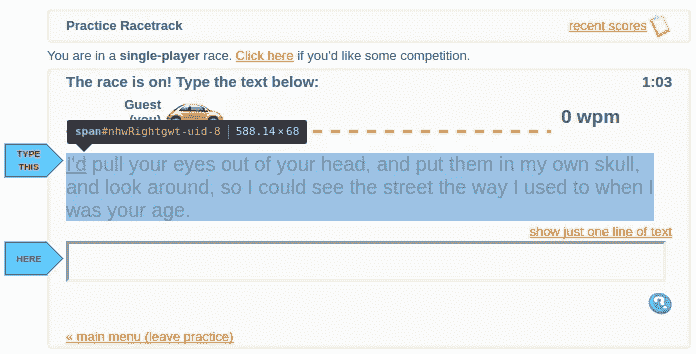 Practice Racetrack
recent scores
You are in a single-player race. Click here if you'd like some competition.
The race is on! Type the text below:
1:03
Guest
(you)
0 wpm
span#nhwRightgwt-uid-8 588.14×68
TYPE
THIS
I'd pull your eyes out of your head, and put them in my own skull,
and look around, so I could see the street the way I used to when I
was your age.
show just one line of text
HERE
« main menu (leave practice)